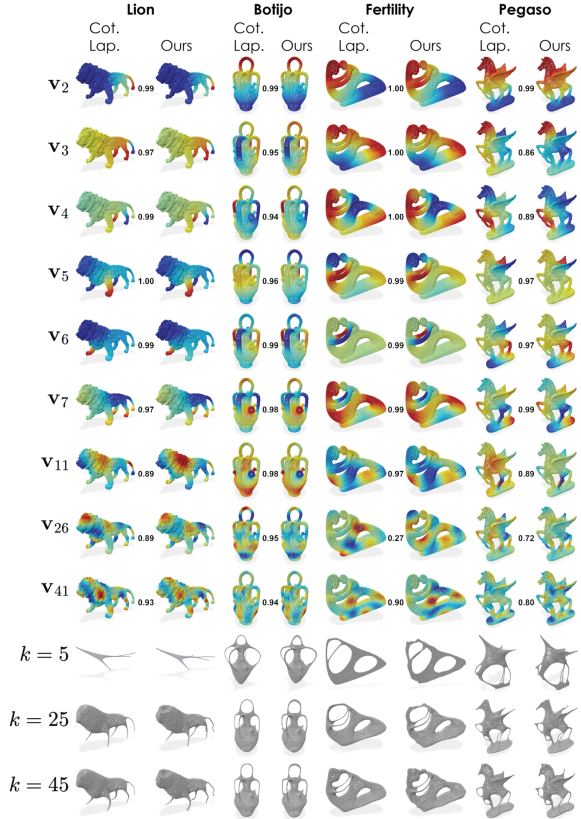 Lion Botijo Fertility Pegaso
Cot. Lap. Ours Cot. Lap. Ours Cot. Lap. Ours Cot. Lap. Ours
v2 0.99 0.99 1.00 0.99
v3 0.97 0.95 1.00 0.86
v4 0.99 0.94 1.00 0.89
v5 1.00 0.96 0.99 0.97
v6 0.99 0.99 0.99 0.97
v7 0.97 0.98 0.99 0.99
v11 0.89 0.98 0.97 0.89
v26 0.89 0.95 0.27 0.72
v41 0.93 0.94 0.90 0.80
k = 5
k = 25
k = 45